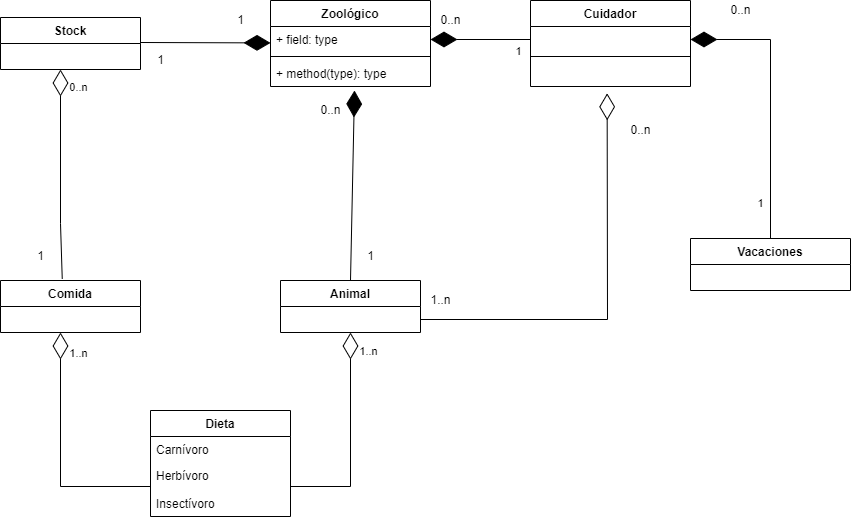 Zoológico
+ field: type
+ method(type): type
Cuidador
Stock
1
1
0..n
1
0..n
0..n
0..n
0..n
1
1
1
Vacaciones
Comida
Animal
1..n
1..n
1..n
Dieta
Carnívoro
Herbívoro
Insectívoro